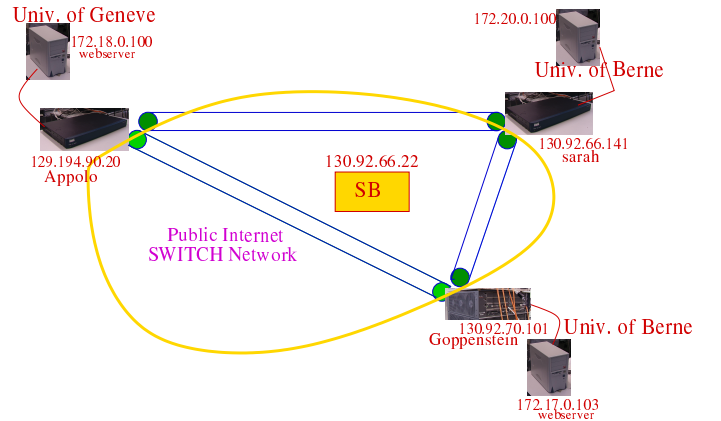 Univ. of Geneve
172.18.0.100
webserver
172.20.0.100
Univ. of Berne
129.194.90.20
Appolo
130.92.66.141
sarah
130.92.66.22
SB
Public Internet
SWITCH Network
130.92.70.101
Goppenstein
Univ. of Berne
172.17.0.103
webserver